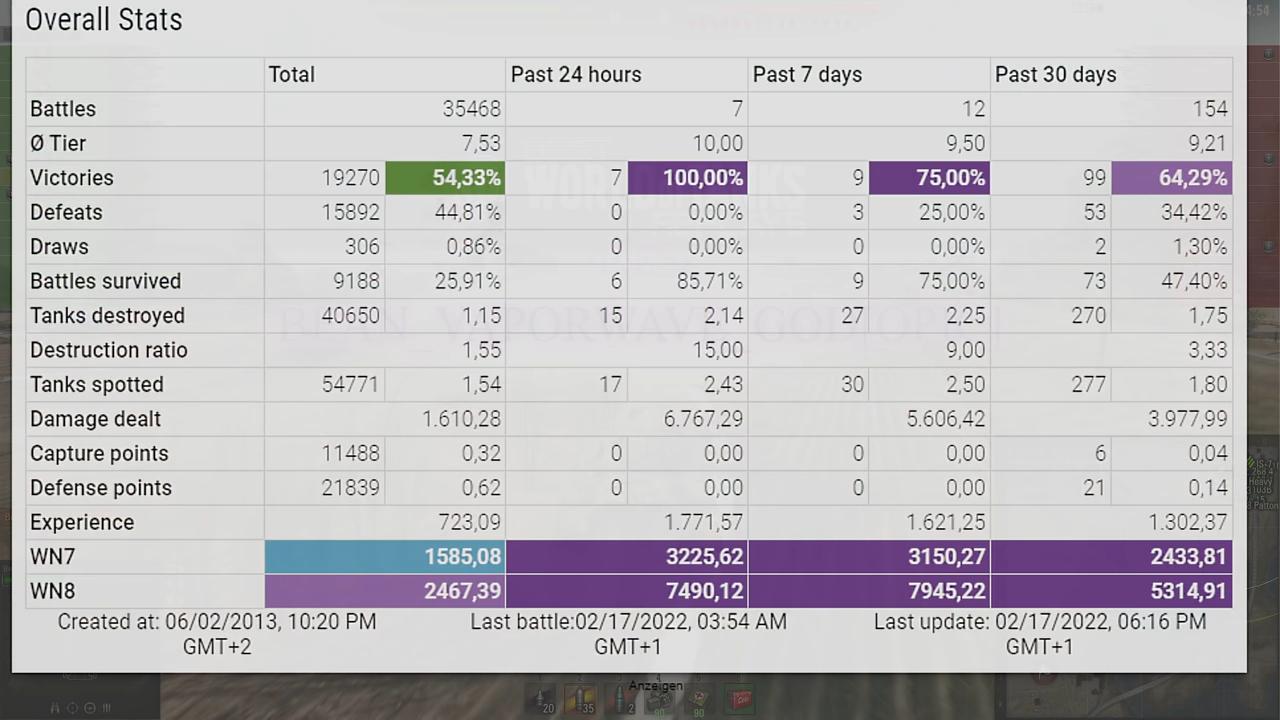 Overall Stats
Total Past 24 hours Past 7 days Past 30 days
Battles 35468 7 12 154
Ø Tier 7,53 10,00 9,50 9,21
Victories 19270 54,33% 7 100,00% 9 75,00% 99 64,29%
Defeats 15892 44,81% 0 0,00% 3 25,00% 53 34,42%
Draws 306 0,86% 0 0,00% 0 0,00% 2 1,30%
Battles survived 9188 25,91% 6 85,71% 9 75,00% 73 47,40%
Tanks destroyed 40650 1,15 15 2,14 27 2,25 270 1,75
Destruction ratio 1,55 15,00 9,00 3,33
Tanks spotted 54771 1,54 17 2,43 30 2,50 277 1,80
Damage dealt 1.610,28 6.767,29 5.606,42 3.977,99
Capture points 11488 0,32 0 0,00 0 0,00 6 0,04
Defense points 21839 0,62 0 0,00 0 0,00 21 0,14
Experience 723,09 1.771,57 1.621,25 1.302,37
WN7 1585,08 3225,62 3150,27 2433,81
WN8 2467,39 7490,12 7945,22 5314,91
Created at: 06/02/2013, 10:20 PM Last battle:02/17/2022, 03:54 AM Last update: 02/17/2022, 06:16 PM
GMT+2 GMT+1 GMT+1
Anzeigen
20 35 2 90 90